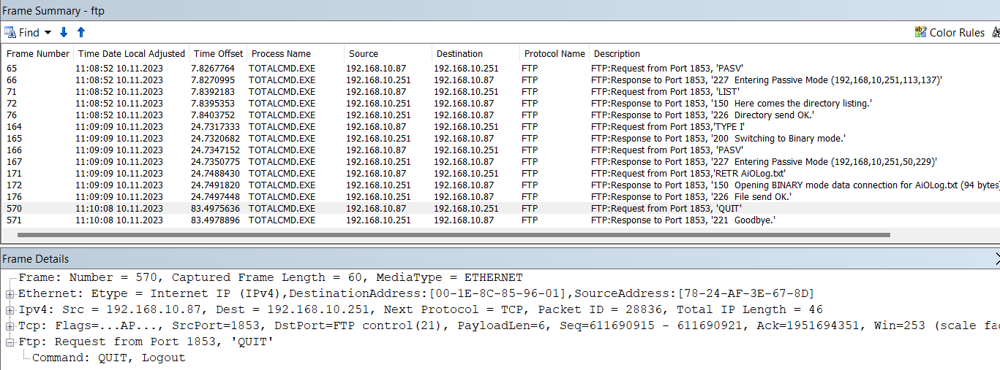 Frame Summary - ftp
Find Color Rules
Frame Number Time Date Local Adjusted Time Offset Process Name Source Destination Protocol Name Description
65 11:08:52 10.11.2023 7.8267764 TOTALCMD.EXE 192.168.10.87 192.168.10.251 FTP FTP:Request from Port 1853, 'PASV'
66 11:08:52 10.11.2023 7.8270995 TOTALCMD.EXE 192.168.10.251 192.168.10.87 FTP FTP:Response to Port 1853, '227  Entering Passive Mode (192,168,10,251,113,137)'
71 11:08:52 10.11.2023 7.8392183 TOTALCMD.EXE 192.168.10.87 192.168.10.251 FTP FTP:Request from Port 1853, 'LIST'
72 11:08:52 10.11.2023 7.8395353 TOTALCMD.EXE 192.168.10.251 192.168.10.87 FTP FTP:Response to Port 1853, '150  Here comes the directory listing.'
76 11:08:52 10.11.2023 7.8403752 TOTALCMD.EXE 192.168.10.251 192.168.10.87 FTP FTP:Response to Port 1853, '226  Directory send OK.'
164 11:09:09 10.11.2023 24.7317333 TOTALCMD.EXE 192.168.10.87 192.168.10.251 FTP FTP:Request from Port 1853,'TYPE I'
165 11:09:09 10.11.2023 24.7320682 TOTALCMD.EXE 192.168.10.251 192.168.10.87 FTP FTP:Response to Port 1853, '200  Switching to Binary mode.'
166 11:09:09 10.11.2023 24.7347152 TOTALCMD.EXE 192.168.10.87 192.168.10.251 FTP FTP:Request from Port 1853, 'PASV'
167 11:09:09 10.11.2023 24.7350775 TOTALCMD.EXE 192.168.10.251 192.168.10.87 FTP FTP:Response to Port 1853, '227  Entering Passive Mode (192,168,10,251,50,229)'
171 11:09:09 10.11.2023 24.7488430 TOTALCMD.EXE 192.168.10.87 192.168.10.251 FTP FTP:Request from Port 1853,'RETR AiOLog.txt'
172 11:09:09 10.11.2023 24.7491820 TOTALCMD.EXE 192.168.10.251 192.168.10.87 FTP FTP:Response to Port 1853, '150  Opening BINARY mode data connection for AiOLog.txt (94 bytes)
176 11:09:09 10.11.2023 24.7497448 TOTALCMD.EXE 192.168.10.251 192.168.10.87 FTP FTP:Response to Port 1853, '226  File send OK.'
570 11:10:08 10.11.2023 83.4975636 TOTALCMD.EXE 192.168.10.87 192.168.10.251 FTP FTP:Request from Port 1853, 'QUIT'
571 11:10:08 10.11.2023 83.4978896 TOTALCMD.EXE 192.168.10.251 192.168.10.87 FTP FTP:Response to Port 1853, '221  Goodbye.'
Frame Details
Frame: Number = 570, Captured Frame Length = 60, MediaType = ETHERNET
Ethernet: Etype = Internet IP (IPv4),DestinationAddress:[00-1E-8C-85-96-01],SourceAddress:[78-24-AF-3E-67-8D]
Ipv4: Src = 192.168.10.87, Dest = 192.168.10.251, Next Protocol = TCP, Packet ID = 28836, Total IP Length = 46
Tcp: Flags=...AP..., SrcPort=1853, DstPort=FTP control(21), PayloadLen=6, Seq=611690915 - 611690921, Ack=1951694351, Win=253 (scale fac
Ftp: Request from Port 1853, 'QUIT'
Command: QUIT, Logout